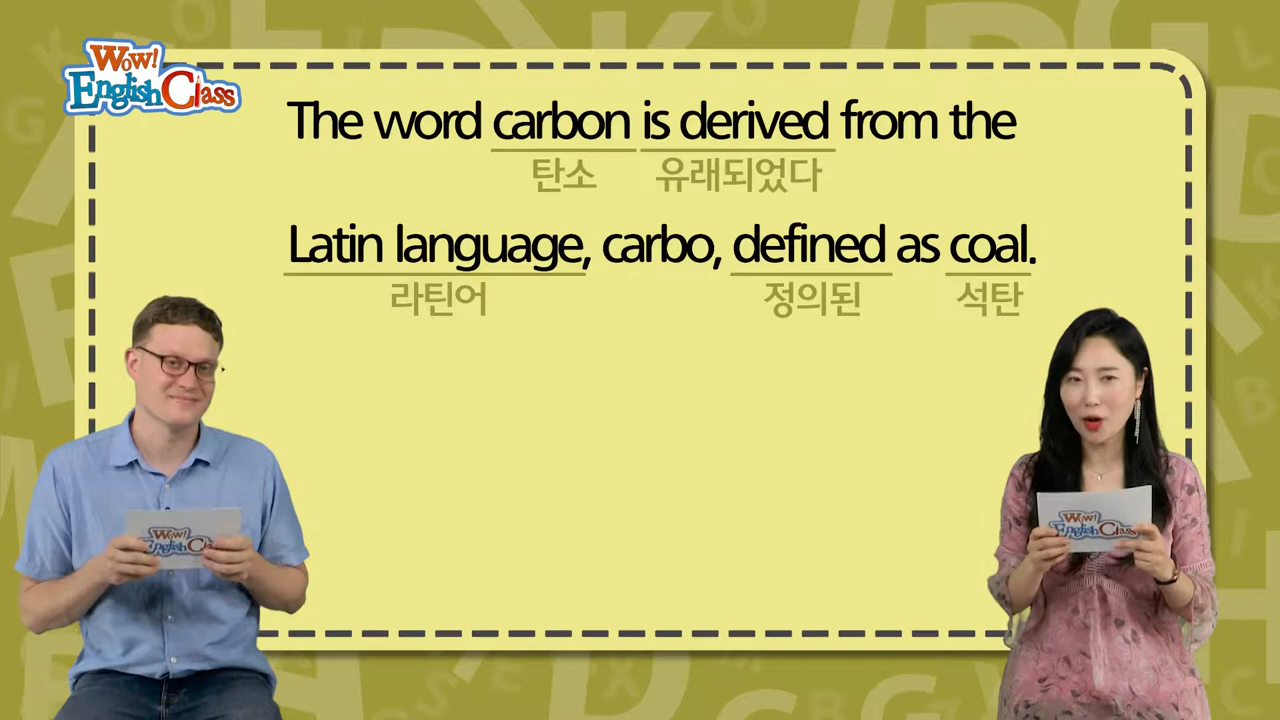 Wow!
English Class
The word carbon is derived from the
탄소 유래되었다
Latin language, carbo, defined as coal.
라틴어 정의된 석탄
Wow!
English Class
Wow!
English Class